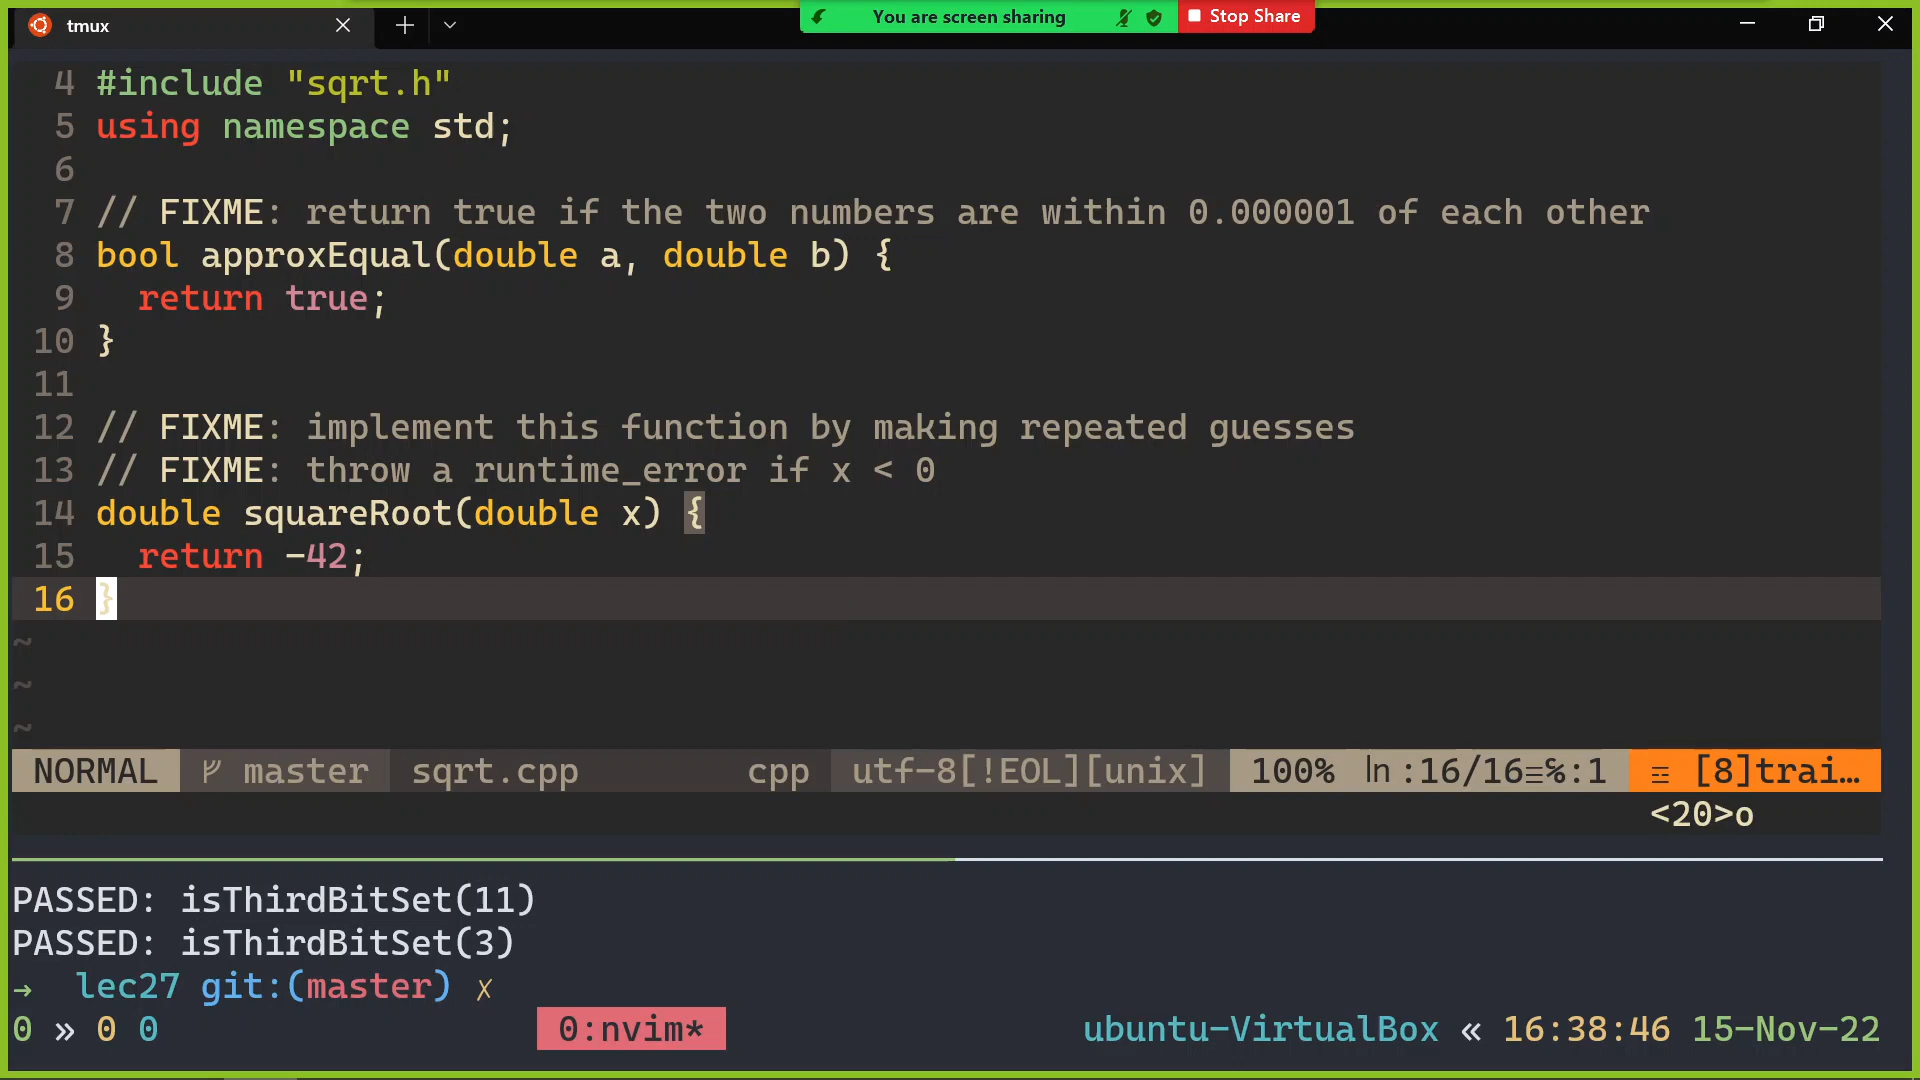 tmux
You are screen sharing
Stop Share
4 #include "sqrt.h"
5 using namespace std;
6
7 // FIXME: return true if the two numbers are within 0.000001 of each other
8 bool approxEqual(double a, double b) {
9   return true;
10 }
11
12 // FIXME: implement this function by making repeated guesses
13 // FIXME: throw a runtime_error if x < 0
14 double squareRoot(double x) {
15   return -42;
16 }
~
~
~
NORMAL master sqrt.cpp cpp utf-8[!EOL][unix] 100% ln :16/16≡℅:1 ☲ [8]trai…
<20>o
PASSED: isThirdBitSet(11)
PASSED: isThirdBitSet(3)
→ lec27 git:(master) ✗
0 » 0 0 0:nvim* ubuntu-VirtualBox « 16:38:46 15-Nov-22